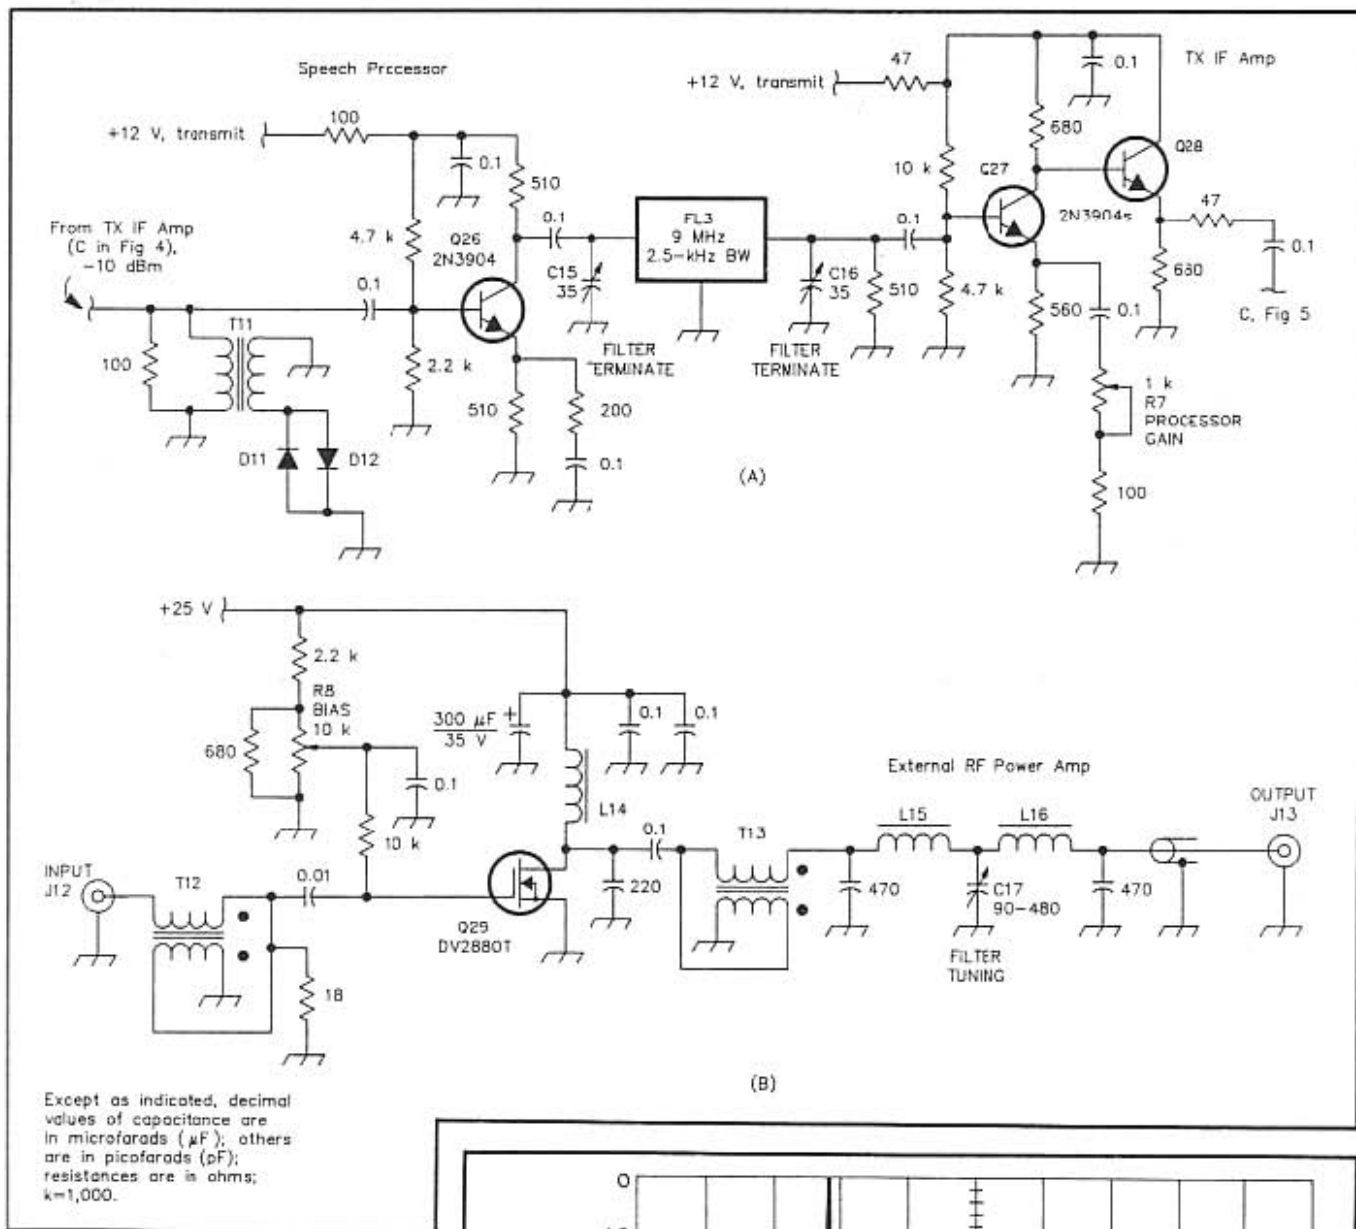 Speech Prccessor
+12 V, transmit
100
0.1
510
4.7 k
Q26
2N3904
From TX IF Amp
(C in Fig 4),
-10 dBm
0.1
T11
100
2.2 k
510
200
0.1
D11
D12
0.1
C15
35
FILTER
TERMINATE
FL3
9 MHz
2.5-kHz BW
C16
35
FILTER
TERMINATE
510
0.1
4.7 k
+12 V, transmit
47
0.1
TX IF Amp
680
10 k
Q27
Q28
2N3904s
47
0.1
680
560
0.1
C, Fig 5
1 k
R7
PROCESSOR
GAIN
100
(A)
+25 V
2.2 k
R8
BIAS
10 k
680
0.1
10 k
300 µF
35 V
+
0.1
0.1
L14
External RF Power Amp
INPUT
J12
T12
0.01
18
Q29
DV2880T
220
0.1
T13
470
L15
L16
C17
90-480
FILTER
TUNING
470
OUTPUT
J13
(B)
Except as indicated, decimal
values of capacitance are
in microfarads (µF); others
are in picofarads (pF);
resistances are in ohms;
k=1,000.
0